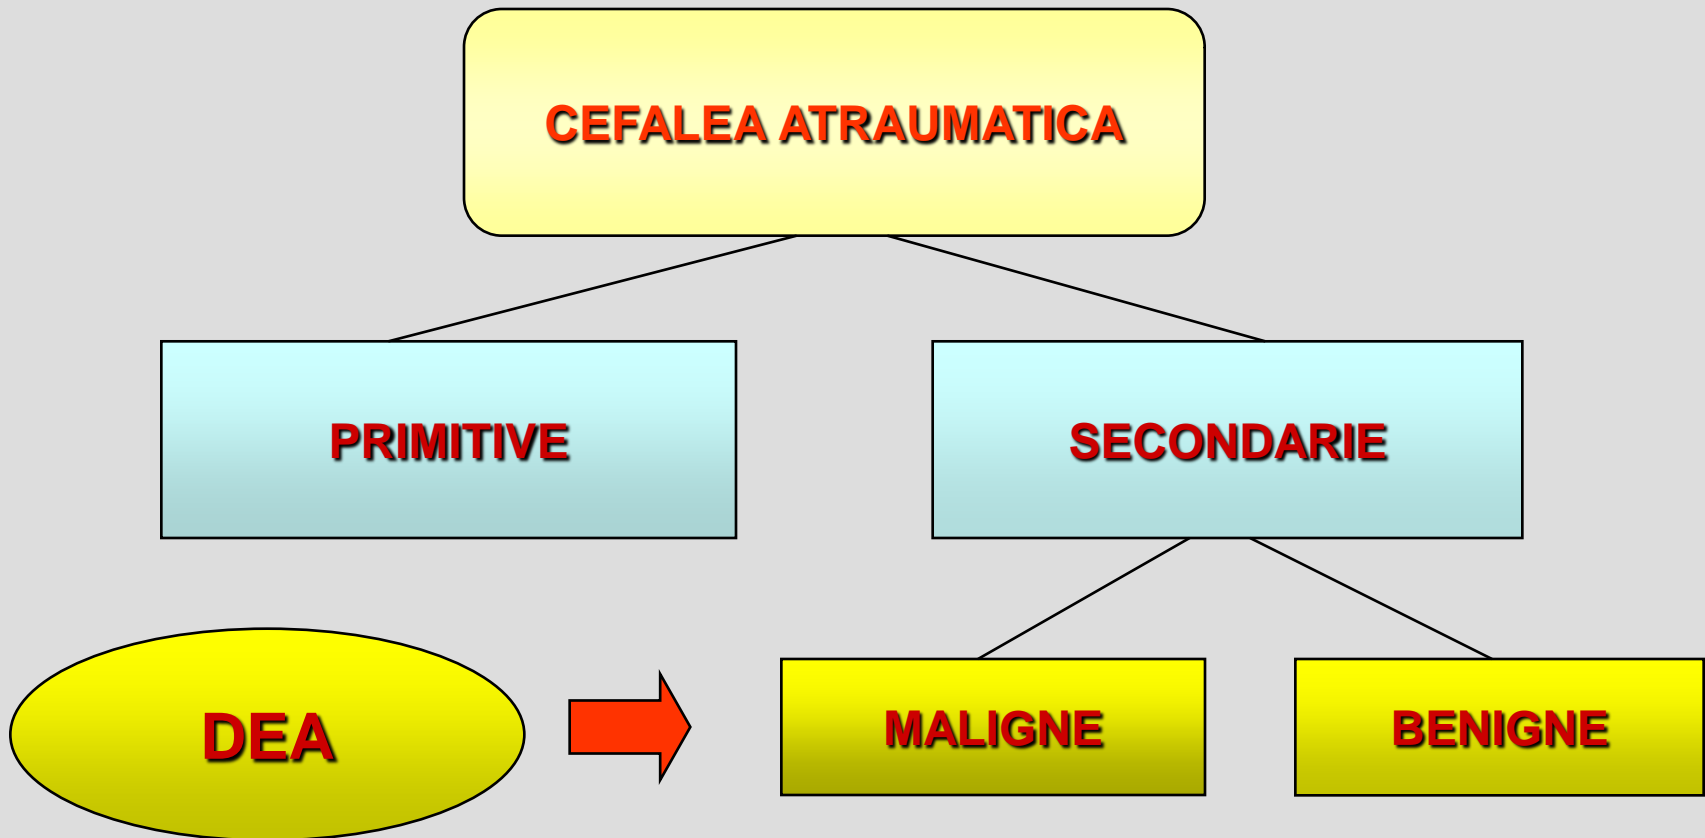 CEFALEA ATRAUMATICA
PRIMITIVE
SECONDARIE
DEA
MALIGNE
BENIGNE